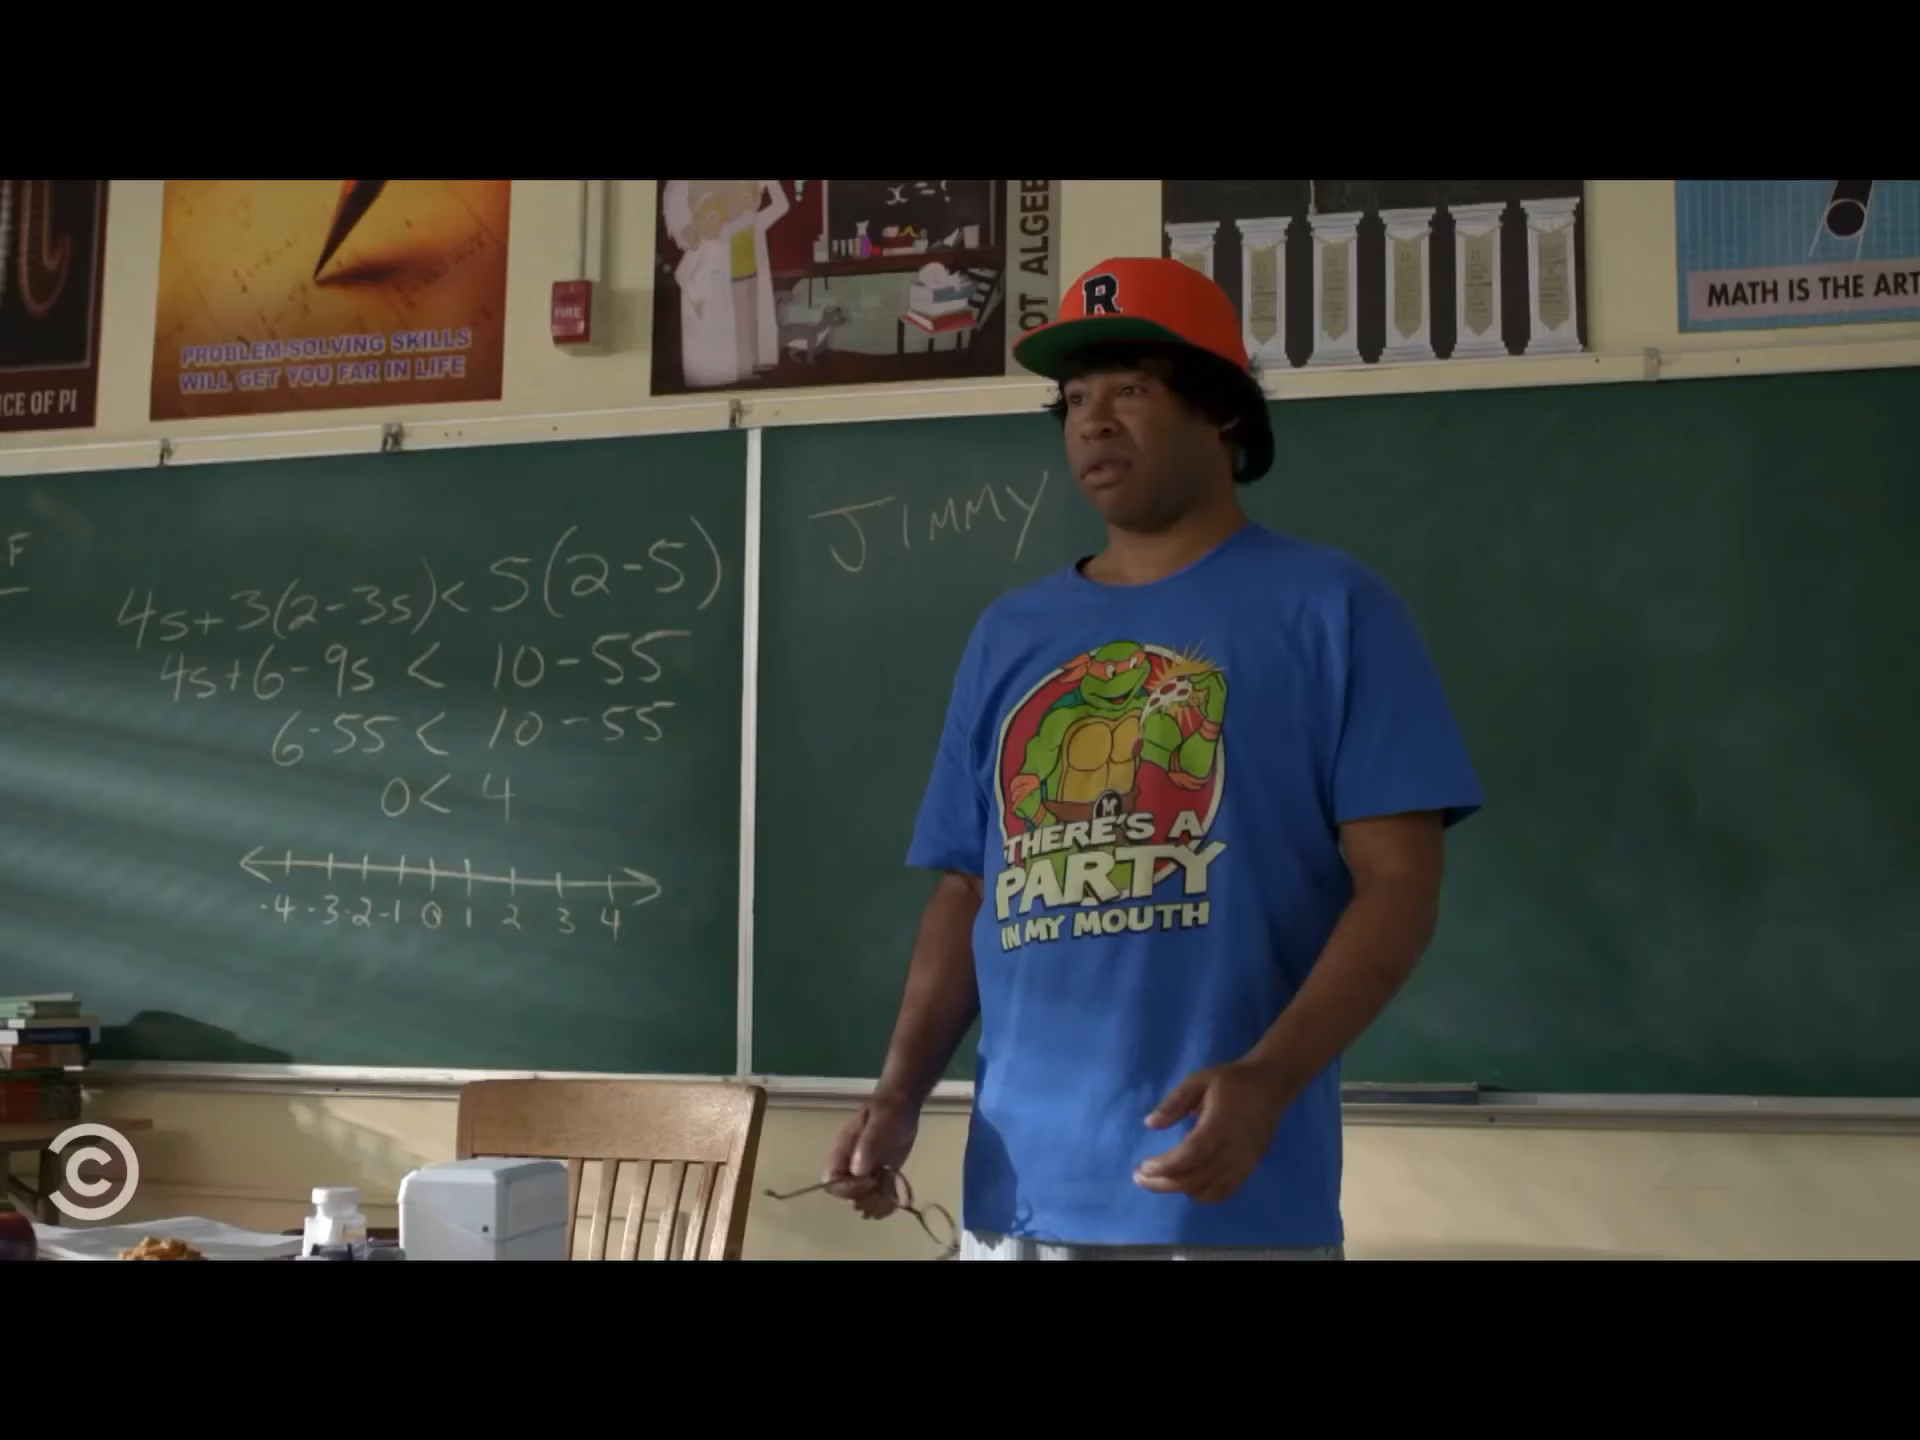 x=?
OT ALGEB
PROBLEM-SOLVING SKILLS
WILL GET YOU FAR IN LIFE
FIRE
CE OF PI
MATH IS THE ART
R
JIMMY
F
4s+3(2-3s)<5(2-5)
4s+6-9s < 10-55
6-55 < 10-55
0< 4
-4 -3 -2 -1 0 1 2 3 4
M
THERE'S A
PARTY
IN MY MOUTH
C